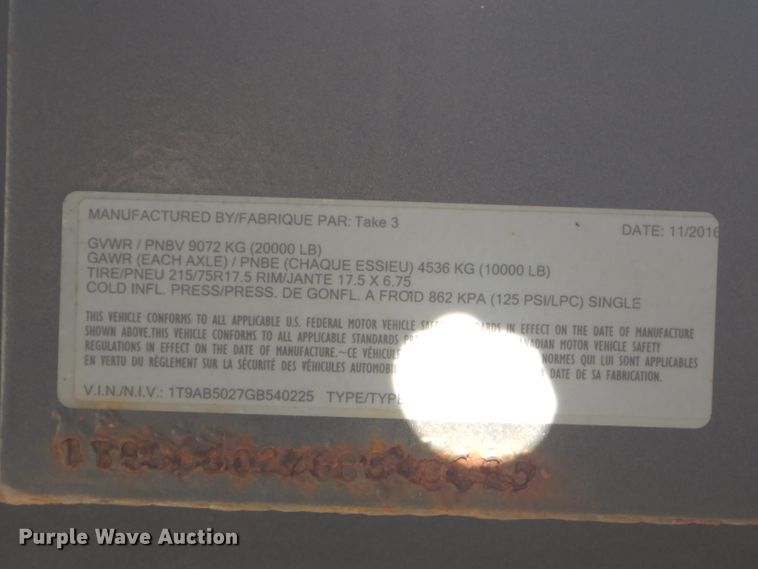 MANUFACTURED BY/FABRIQUE PAR: Take 3 DATE: 11/2016
GVWR / PNBV 9072 KG (20000 LB)
GAWR (EACH AXLE) / PNBE (CHAQUE ESSIEU) 4536 KG (10000 LB)
TIRE/PNEU 215/75R17.5 RIM/JANTE 17.5 X 6.75
COLD INFL. PRESS/PRESS. DE GONFL. A FROID 862 KPA (125 PSI/LPC) SINGLE
THIS VEHICLE CONFORMS TO ALL APPLICABLE U.S. FEDERAL MOTOR VEHICLE IN EFFECT ON THE DATE OF MANUFACTURE
SHOWN ABOVE.THIS VEHICLE CONFORMS TO ALL APPLICABLE STANDARDS MOTOR VEHICLE SAFETY
REGULATIONS IN EFFECT ON THE DATE OF MANUFACTURE.~CE NORMES QUI LUI SONT APPLICABLES
EN VERTU DU RÈGLEMENT SUR LA SÉCURITÉ DES VÉHICULES DATE DE SA FABRICATION.
V.I.N./N.I.V.: 1T9AB5027GB540225 TYPE/TYPE
Purple Wave Auction